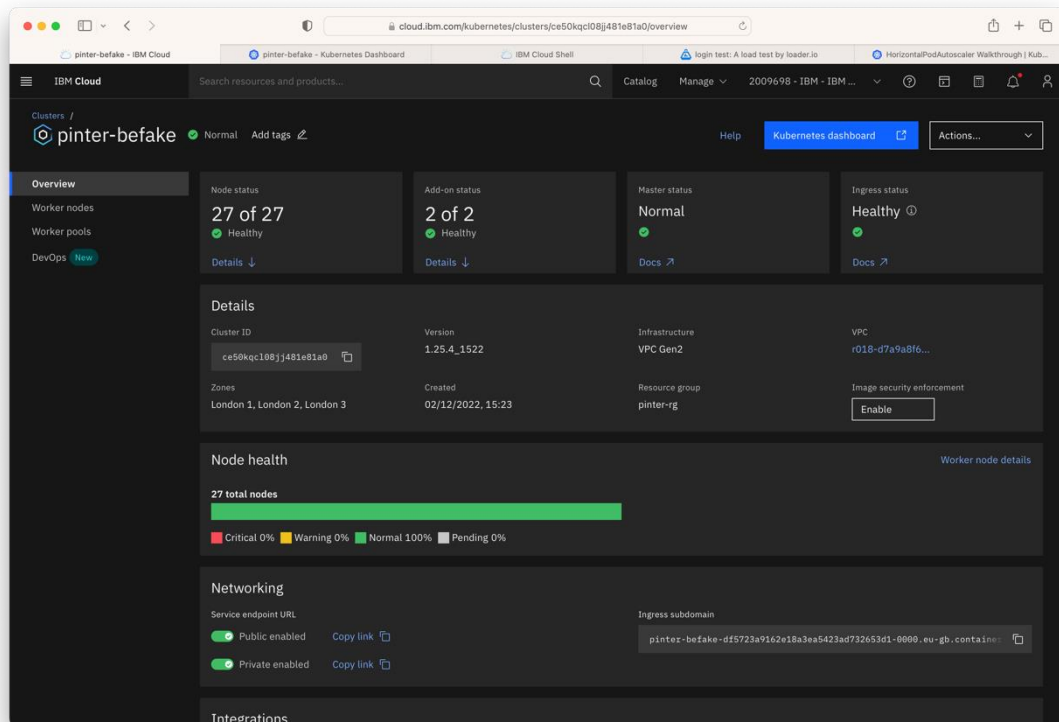 cloud.ibm.com/kubernetes/clusters/ce50kqcl08jj481e81a0/overview
pinter-befake - IBM Cloud
pinter-befake - Kubernetes Dashboard
IBM Cloud Shell
login test: A load test by loader.io
HorizontalPodAutoscaler Walkthrough | Kub...
IBM Cloud
Search resources and products...
Catalog
Manage
2009698 - IBM - IBM ...
Clusters /
pinter-befake
Normal
Add tags
Help
Kubernetes dashboard
Actions...
Overview
Worker nodes
Worker pools
DevOps New
Node status
27 of 27
Healthy
Details
Add-on status
2 of 2
Healthy
Details
Master status
Normal
Docs
Ingress status
Healthy
Docs
Details
Cluster ID
ce50kqcl08jj481e81a0
Version
1.25.4_1522
Infrastructure
VPC Gen2
VPC
r018-d7a9a8f6...
Zones
London 1, London 2, London 3
Created
02/12/2022, 15:23
Resource group
pinter-rg
Image security enforcement
Enable
Node health
Worker node details
27 total nodes
Critical 0% Warning 0% Normal 100% Pending 0%
Networking
Service endpoint URL
Public enabled Copy link
Private enabled Copy link
Ingress subdomain
pinter-befake-df5723a9162e18a3ea5423ad732653d1-0000.eu-gb.containe
Integrations